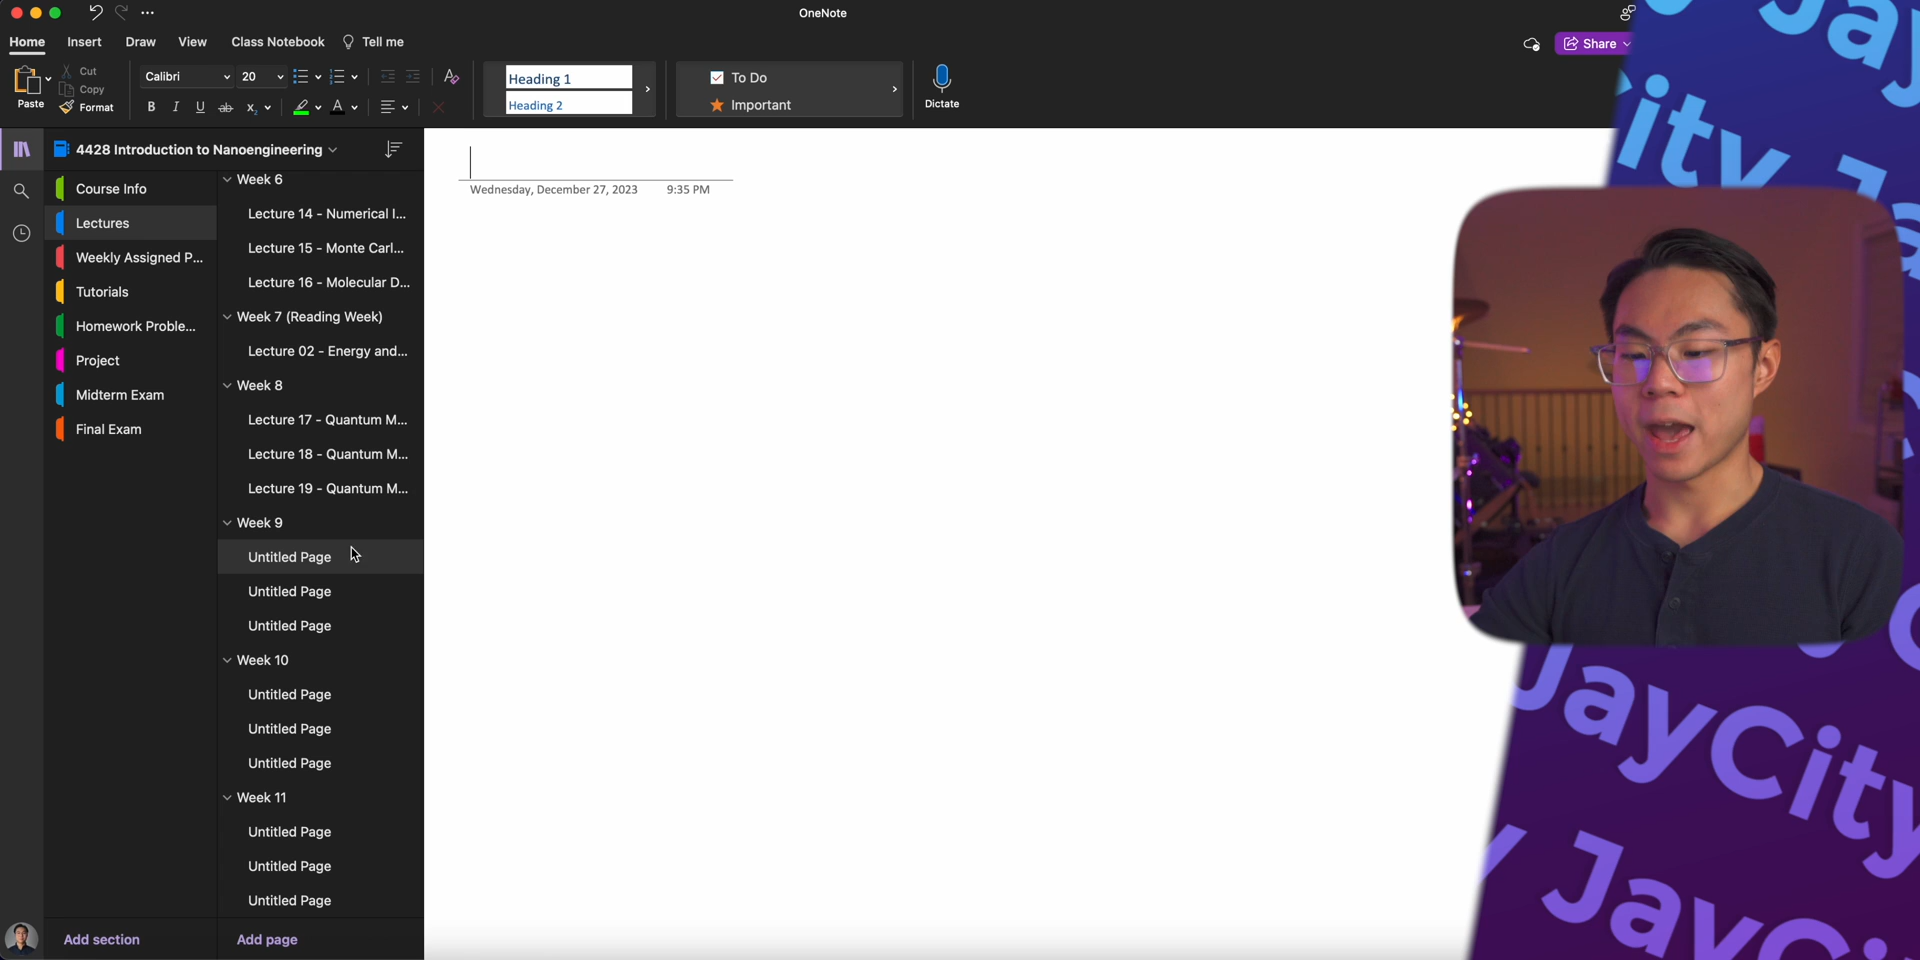 OneNote
Home Insert Draw View Class Notebook Tell me
Share
Paste
Cut
Copy
Format
Calibri 20
B I U ab X₂ A
Heading 1
Heading 2
To Do
Important
Dictate
4428 Introduction to Nanoengineering
Course Info
Lectures
Weekly Assigned P...
Tutorials
Homework Proble...
Project
Midterm Exam
Final Exam
Add section
Week 6
Lecture 14 - Numerical I...
Lecture 15 - Monte Carl...
Lecture 16 - Molecular D...
Week 7 (Reading Week)
Lecture 02 - Energy and...
Week 8
Lecture 17 - Quantum M...
Lecture 18 - Quantum M...
Lecture 19 - Quantum M...
Week 9
Untitled Page
Untitled Page
Untitled Page
Week 10
Untitled Page
Untitled Page
Untitled Page
Week 11
Untitled Page
Untitled Page
Untitled Page
Add page
Wednesday, December 27, 2023 9:35 PM
JayCity
JayCity